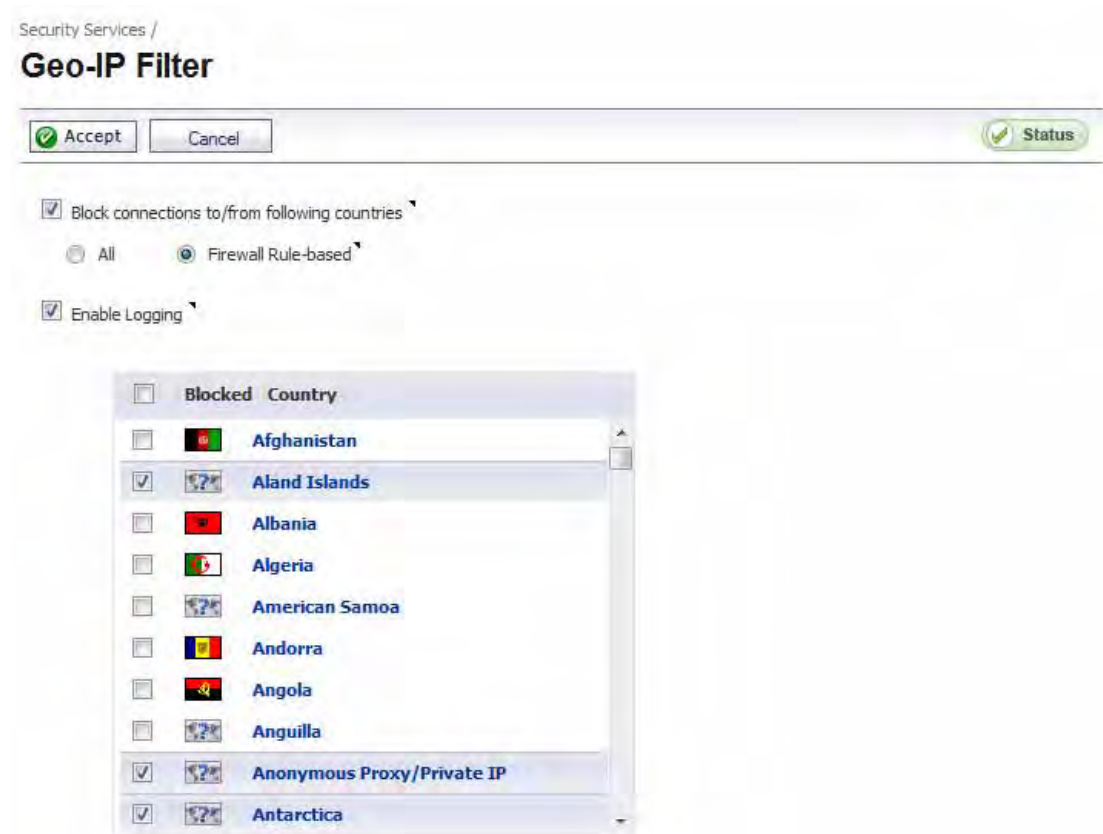 Security Services /
Geo-IP Filter
Accept Cancel Status
Block connections to/from following countries
All Firewall Rule-based
Enable Logging
Blocked Country
Afghanistan
Aland Islands
Albania
Algeria
American Samoa
Andorra
Angola
Anguilla
Anonymous Proxy/Private IP
Antarctica